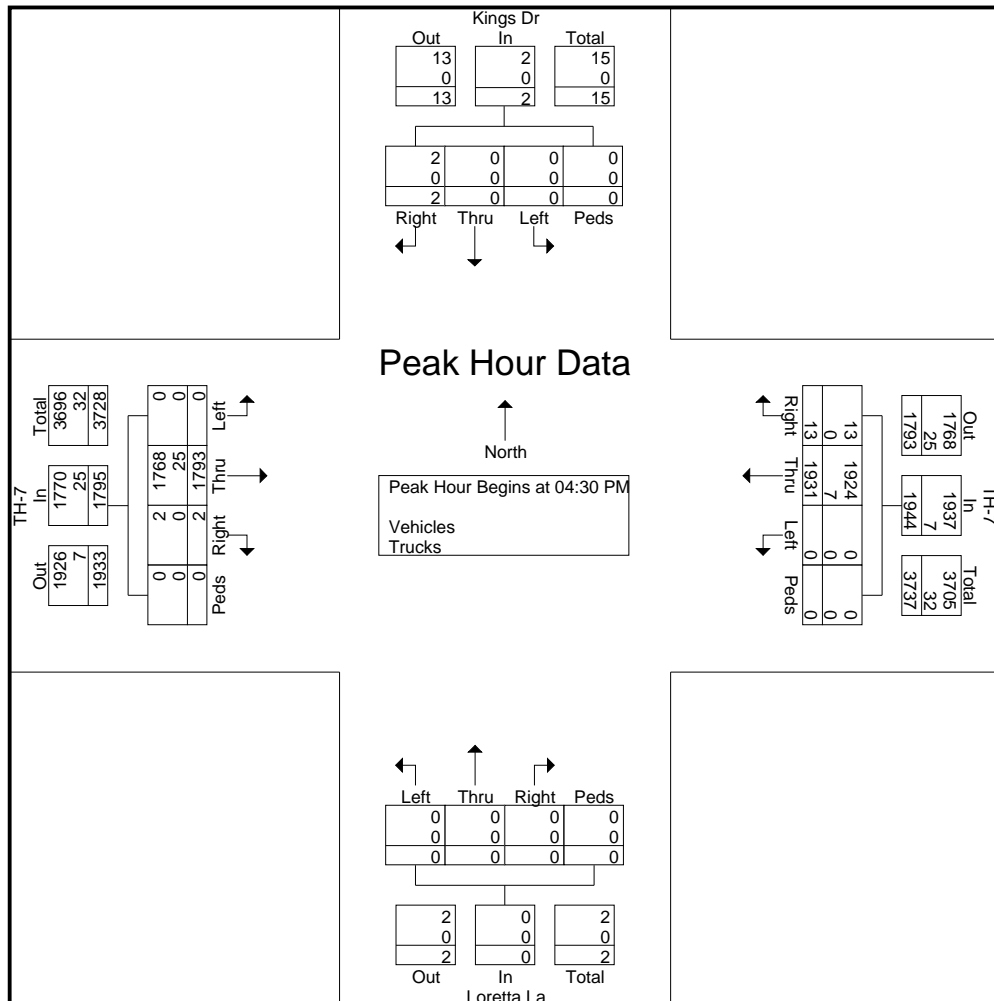 Kings Dr
Out In Total
13 2 15
0 0 0
13 2 15
2 0 0 0
0 0 0 0
2 0 0 0
Right Thru Left Peds
Peak Hour Data
North
Peak Hour Begins at 04:30 PM
Vehicles
Trucks
TH-7
Total In Out
3696 1770 1926
32 25 7
3728 1795 1933
0 1768 2 0
0 25 0 0
0 1793 2 0
Left Thru Right Peds
TH-7
Out In Total
1768 1937 3705
25 7 32
1793 1944 3737
13 1924 0 0
0 7 0 0
13 1931 0 0
Right Thru Left Peds
Left Thru Right Peds
0 0 0 0
0 0 0 0
0 0 0 0
2 0 2
0 0 0
2 0 2
Out In Total
Loretta La